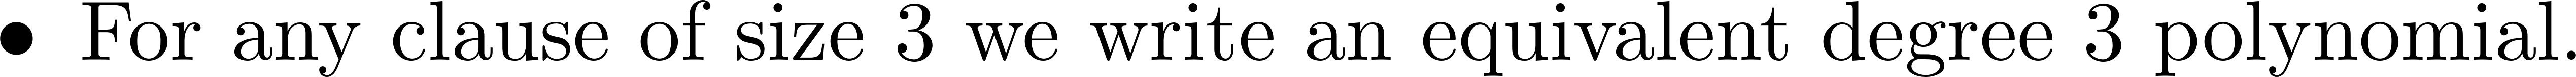 • For any clause of size 3 we write an equivalent degree 3 polynomial.